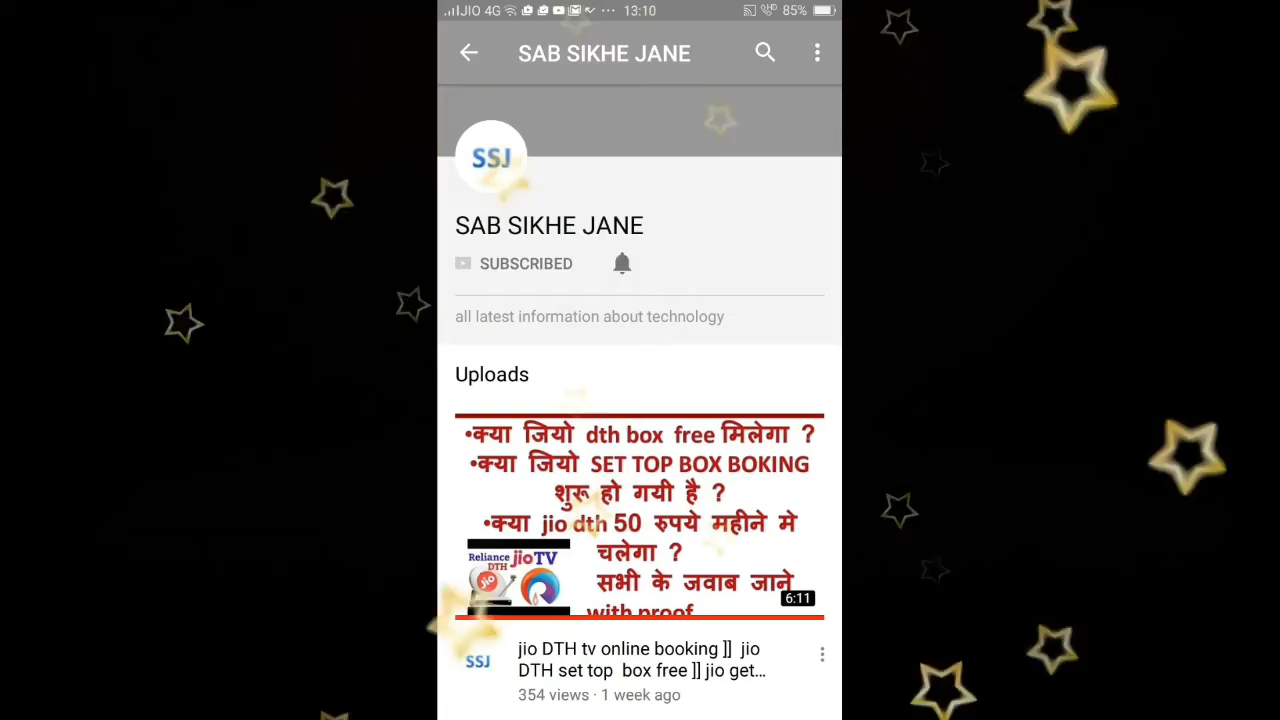 JIO 4G 13:10 85%
SAB SIKHE JANE
SSJ
SAB SIKHE JANE
SUBSCRIBED
all latest information about technology
Uploads
•क्या जियो dth box free मिलेगा ?
•क्या जियो SET TOP BOX BOKING
शुरू हो गयी है ?
•क्या jio dth 50 रुपये महीने मे
चलेगा ?
Reliance jioTV
DTH
Jio
सभी के जवाब जाने
6:11
with proof
SSJ
jio DTH tv online booking ]] jio
DTH set top box free ]] jio get...
354 views · 1 week ago